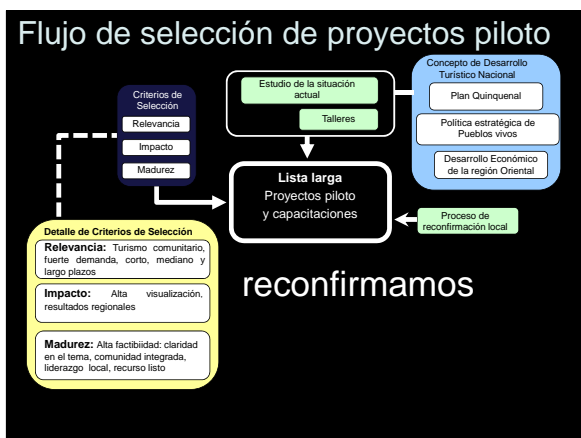 Flujo de selección de proyectos piloto
Criterios de
Selección
Relevancia
Impacto
Madurez
Estudio de la situación
actual
Talleres
Concepto de Desarrollo
Turístico Nacional
Plan Quinquenal
Política estratégica de
Pueblos vivos
Desarrollo Económico
de la región Oriental
Lista larga
Proyectos piloto
y capacitaciones
Proceso de
reconfirmación local
Detalle de Criterios de Selección
Relevancia: Turismo comunitario,
fuerte demanda, corto, mediano y
largo plazos
Impacto: Alta visualización,
resultados regionales
Madurez: Alta factibiidad: claridad
en el tema, comunidad integrada,
liderazgo local, recurso listo
reconfirmamos